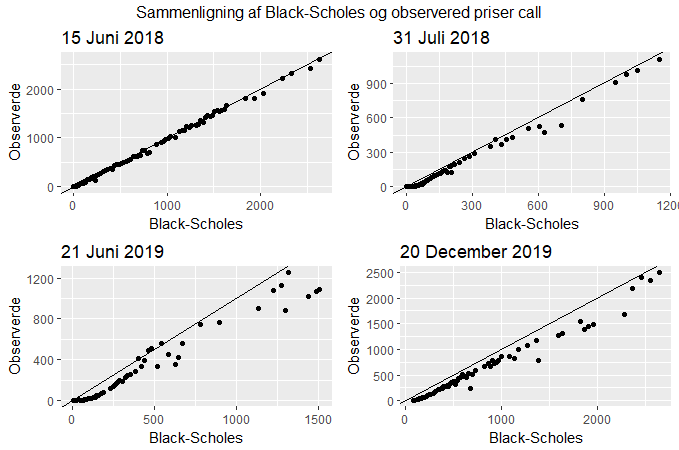 Sammenligning af Black-Scholes og observered priser call
15 Juni 2018
2000
1000
0
Observerde
0 1000 2000
Black-Scholes
31 Juli 2018
900
600
300
0
Observerde
0 300 600 900 1200
Black-Scholes
21 Juni 2019
1200
800
400
0
Observerde
0 500 1000 1500
Black-Scholes
20 December 2019
2500
2000
1500
1000
500
0
Observerde
0 1000 2000
Black-Scholes